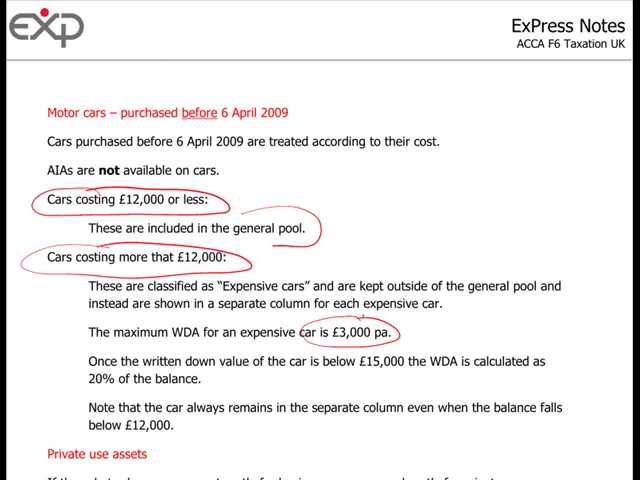 exp
ExPress Notes
ACCA F6 Taxation UK
Motor cars – purchased before 6 April 2009
Cars purchased before 6 April 2009 are treated according to their cost.
AIAs are not available on cars.
Cars costing £12,000 or less:
These are included in the general pool.
Cars costing more that £12,000:
These are classified as “Expensive cars” and are kept outside of the general pool and
instead are shown in a separate column for each expensive car.
The maximum WDA for an expensive car is £3,000 pa.
Once the written down value of the car is below £15,000 the WDA is calculated as
20% of the balance.
Note that the car always remains in the separate column even when the balance falls
below £12,000.
Private use assets